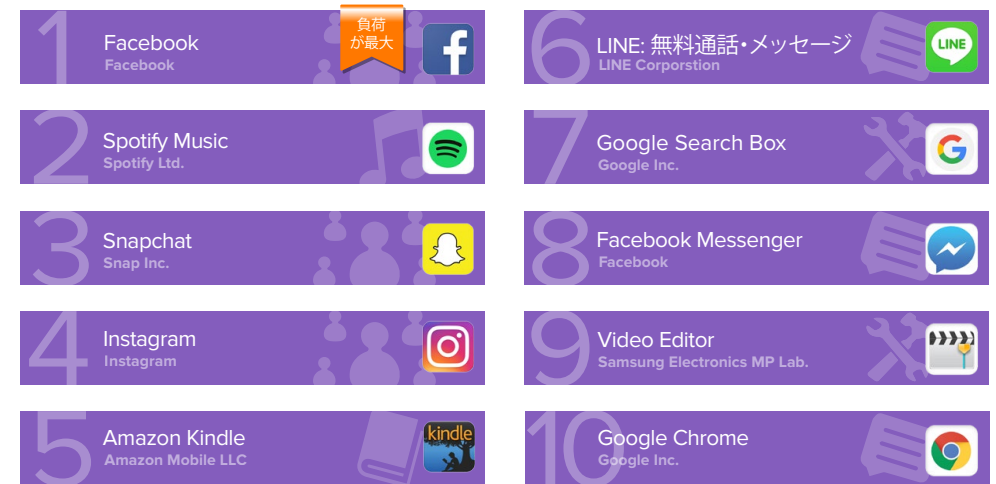 1
Facebook
Facebook
負荷
が最大
f
2
Spotify Music
Spotify Ltd.
3
Snapchat
Snap Inc.
4
Instagram
Instagram
5
Amazon Kindle
Amazon Mobile LLC
kindle
6
LINE: 無料通話・メッセージ
LINE Corporstion
LINE
7
Google Search Box
Google Inc.
G
8
Facebook Messenger
Facebook
9
Video Editor
Samsung Electronics MP Lab.
10
Google Chrome
Google Inc.